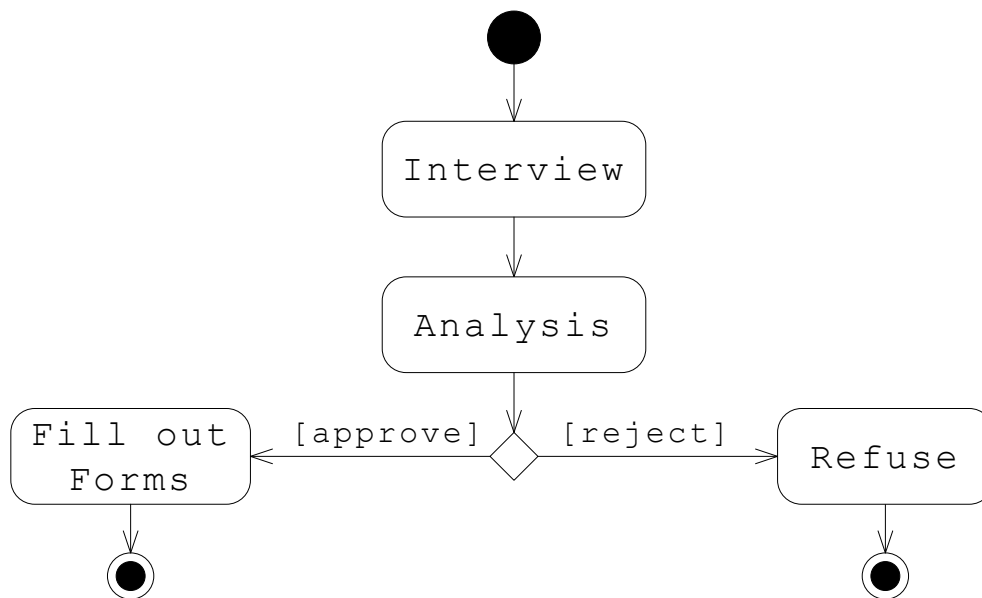 Interview
Analysis
[approve]
[reject]
Fill out
Forms
Refuse